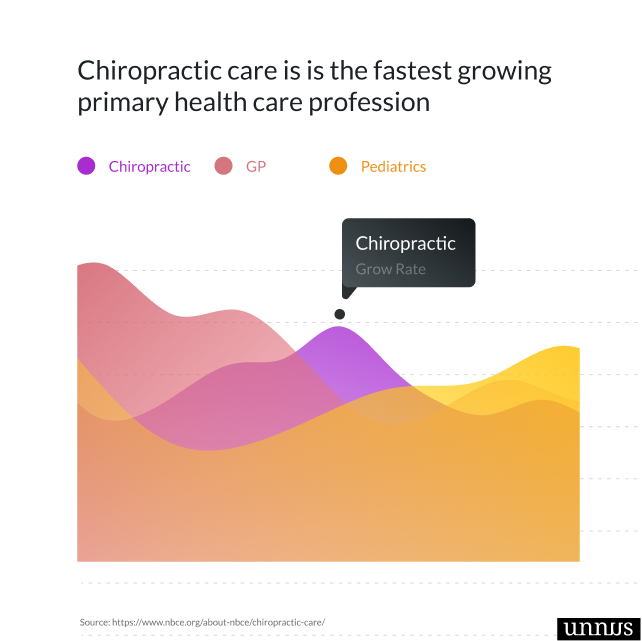 Chiropractic care is is the fastest growing
primary health care profession
Chiropractic GP Pediatrics
Chiropractic
Grow Rate
Source: https://www.nbce.org/about-nbce/chiropractic-care/
unnus